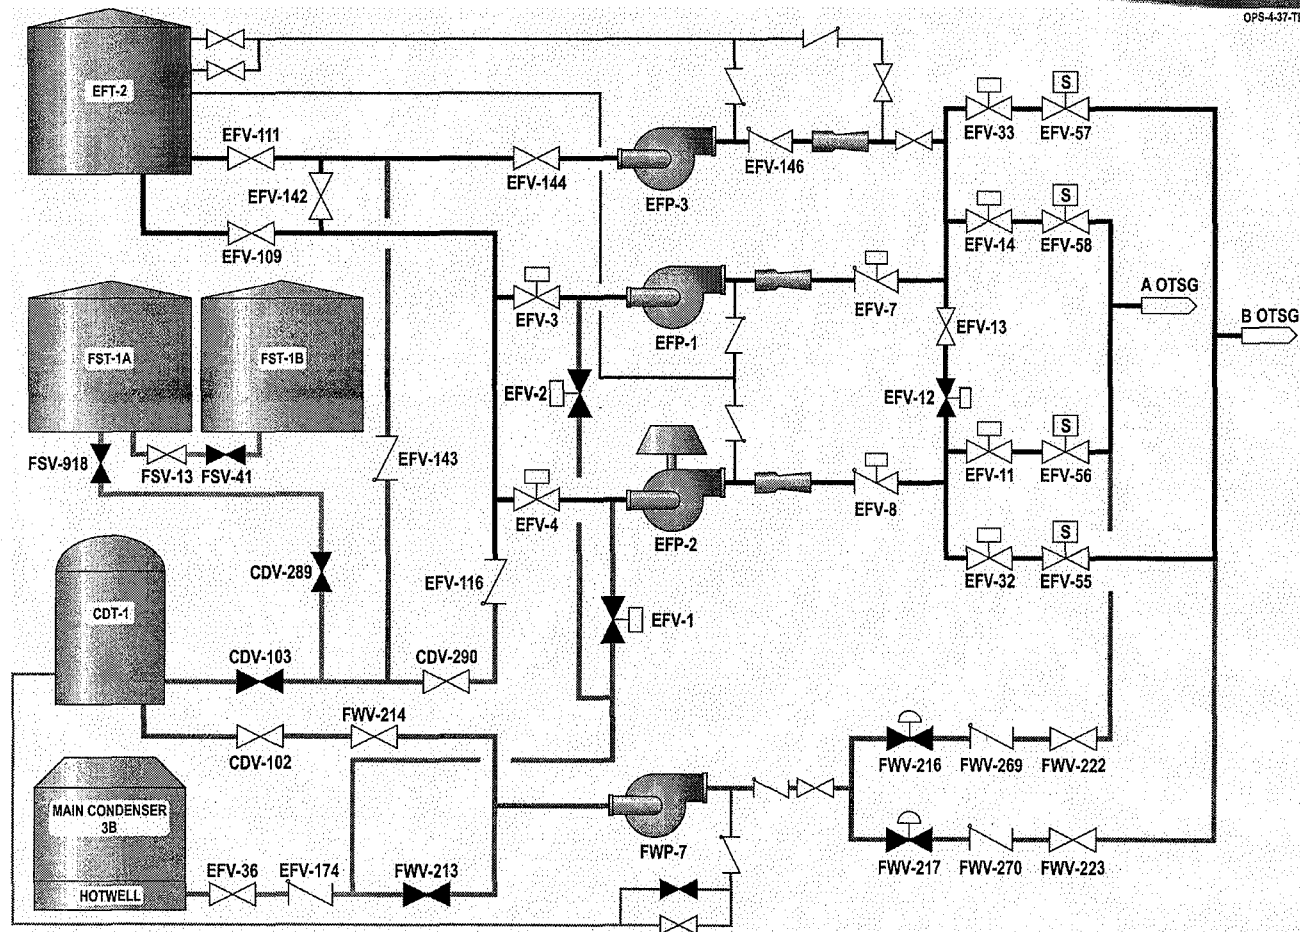 OPS-4-37-
EFT-2
EFV-111
EFV-142
EFV-109
EFV-144
EFP-3
EFV-146
EFV-33
S
EFV-57
EFV-14
S
EFV-58
EFV-3
EFP-1
EFV-7
EFV-13
A OTSG
B OTSG
FST-1A
FST-1B
EFV-2
EFV-12
FSV-918
FSV-13
FSV-41
EFV-143
EFV-4
EFP-2
EFV-8
EFV-11
S
EFV-56
CDV-289
EFV-116
EFV-32
S
EFV-55
CDT-1
EFV-1
CDV-103
CDV-290
FWV-214
CDV-102
FWV-216
FWV-269
FWV-222
MAIN CONDENSER
3B
HOTWELL
EFV-36
EFV-174
FWV-213
FWP-7
FWV-217
FWV-270
FWV-223